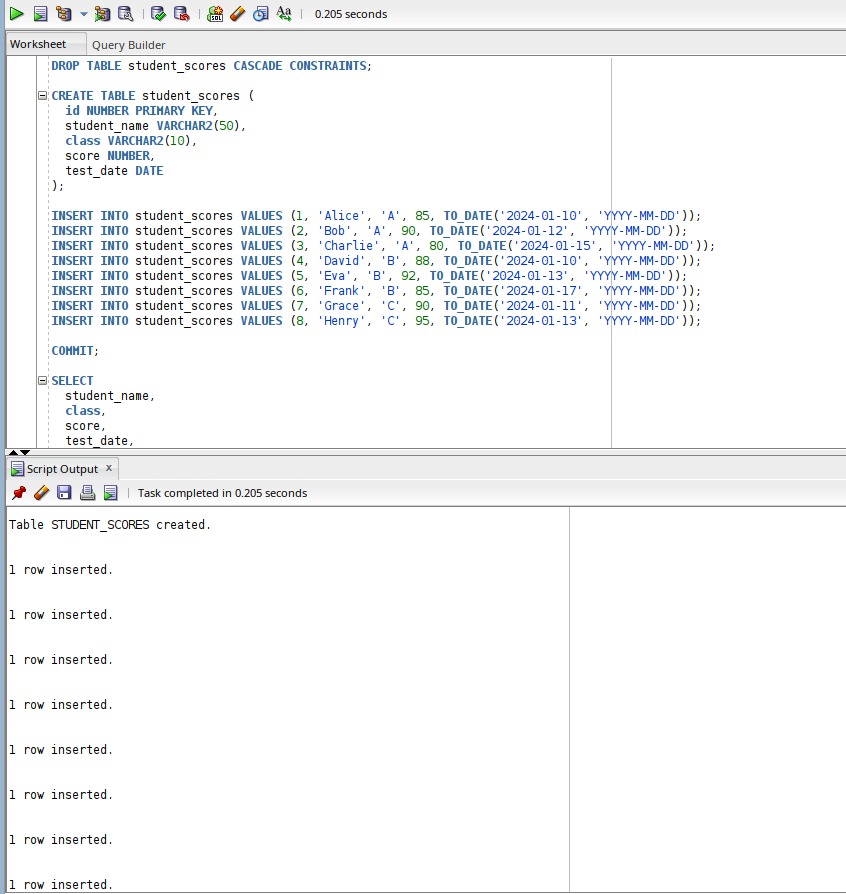 0.205 seconds
Worksheet Query Builder
DROP TABLE student_scores CASCADE CONSTRAINTS;
CREATE TABLE student_scores (
id NUMBER PRIMARY KEY,
student_name VARCHAR2(50),
class VARCHAR2(10),
score NUMBER,
test_date DATE
);
INSERT INTO student_scores VALUES (1, 'Alice', 'A', 85, TO_DATE('2024-01-10', 'YYYY-MM-DD'));
INSERT INTO student_scores VALUES (2, 'Bob', 'A', 90, TO_DATE('2024-01-12', 'YYYY-MM-DD'));
INSERT INTO student_scores VALUES (3, 'Charlie', 'A', 80, TO_DATE('2024-01-15', 'YYYY-MM-DD'));
INSERT INTO student_scores VALUES (4, 'David', 'B', 88, TO_DATE('2024-01-10', 'YYYY-MM-DD'));
INSERT INTO student_scores VALUES (5, 'Eva', 'B', 92, TO_DATE('2024-01-13', 'YYYY-MM-DD'));
INSERT INTO student_scores VALUES (6, 'Frank', 'B', 85, TO_DATE('2024-01-17', 'YYYY-MM-DD'));
INSERT INTO student_scores VALUES (7, 'Grace', 'C', 90, TO_DATE('2024-01-11', 'YYYY-MM-DD'));
INSERT INTO student_scores VALUES (8, 'Henry', 'C', 95, TO_DATE('2024-01-13', 'YYYY-MM-DD'));
COMMIT;
SELECT
student_name,
class,
score,
test_date,
Script Output x
Task completed in 0.205 seconds
Table STUDENT_SCORES created.
1 row inserted.
1 row inserted.
1 row inserted.
1 row inserted.
1 row inserted.
1 row inserted.
1 row inserted.
1 row inserted.